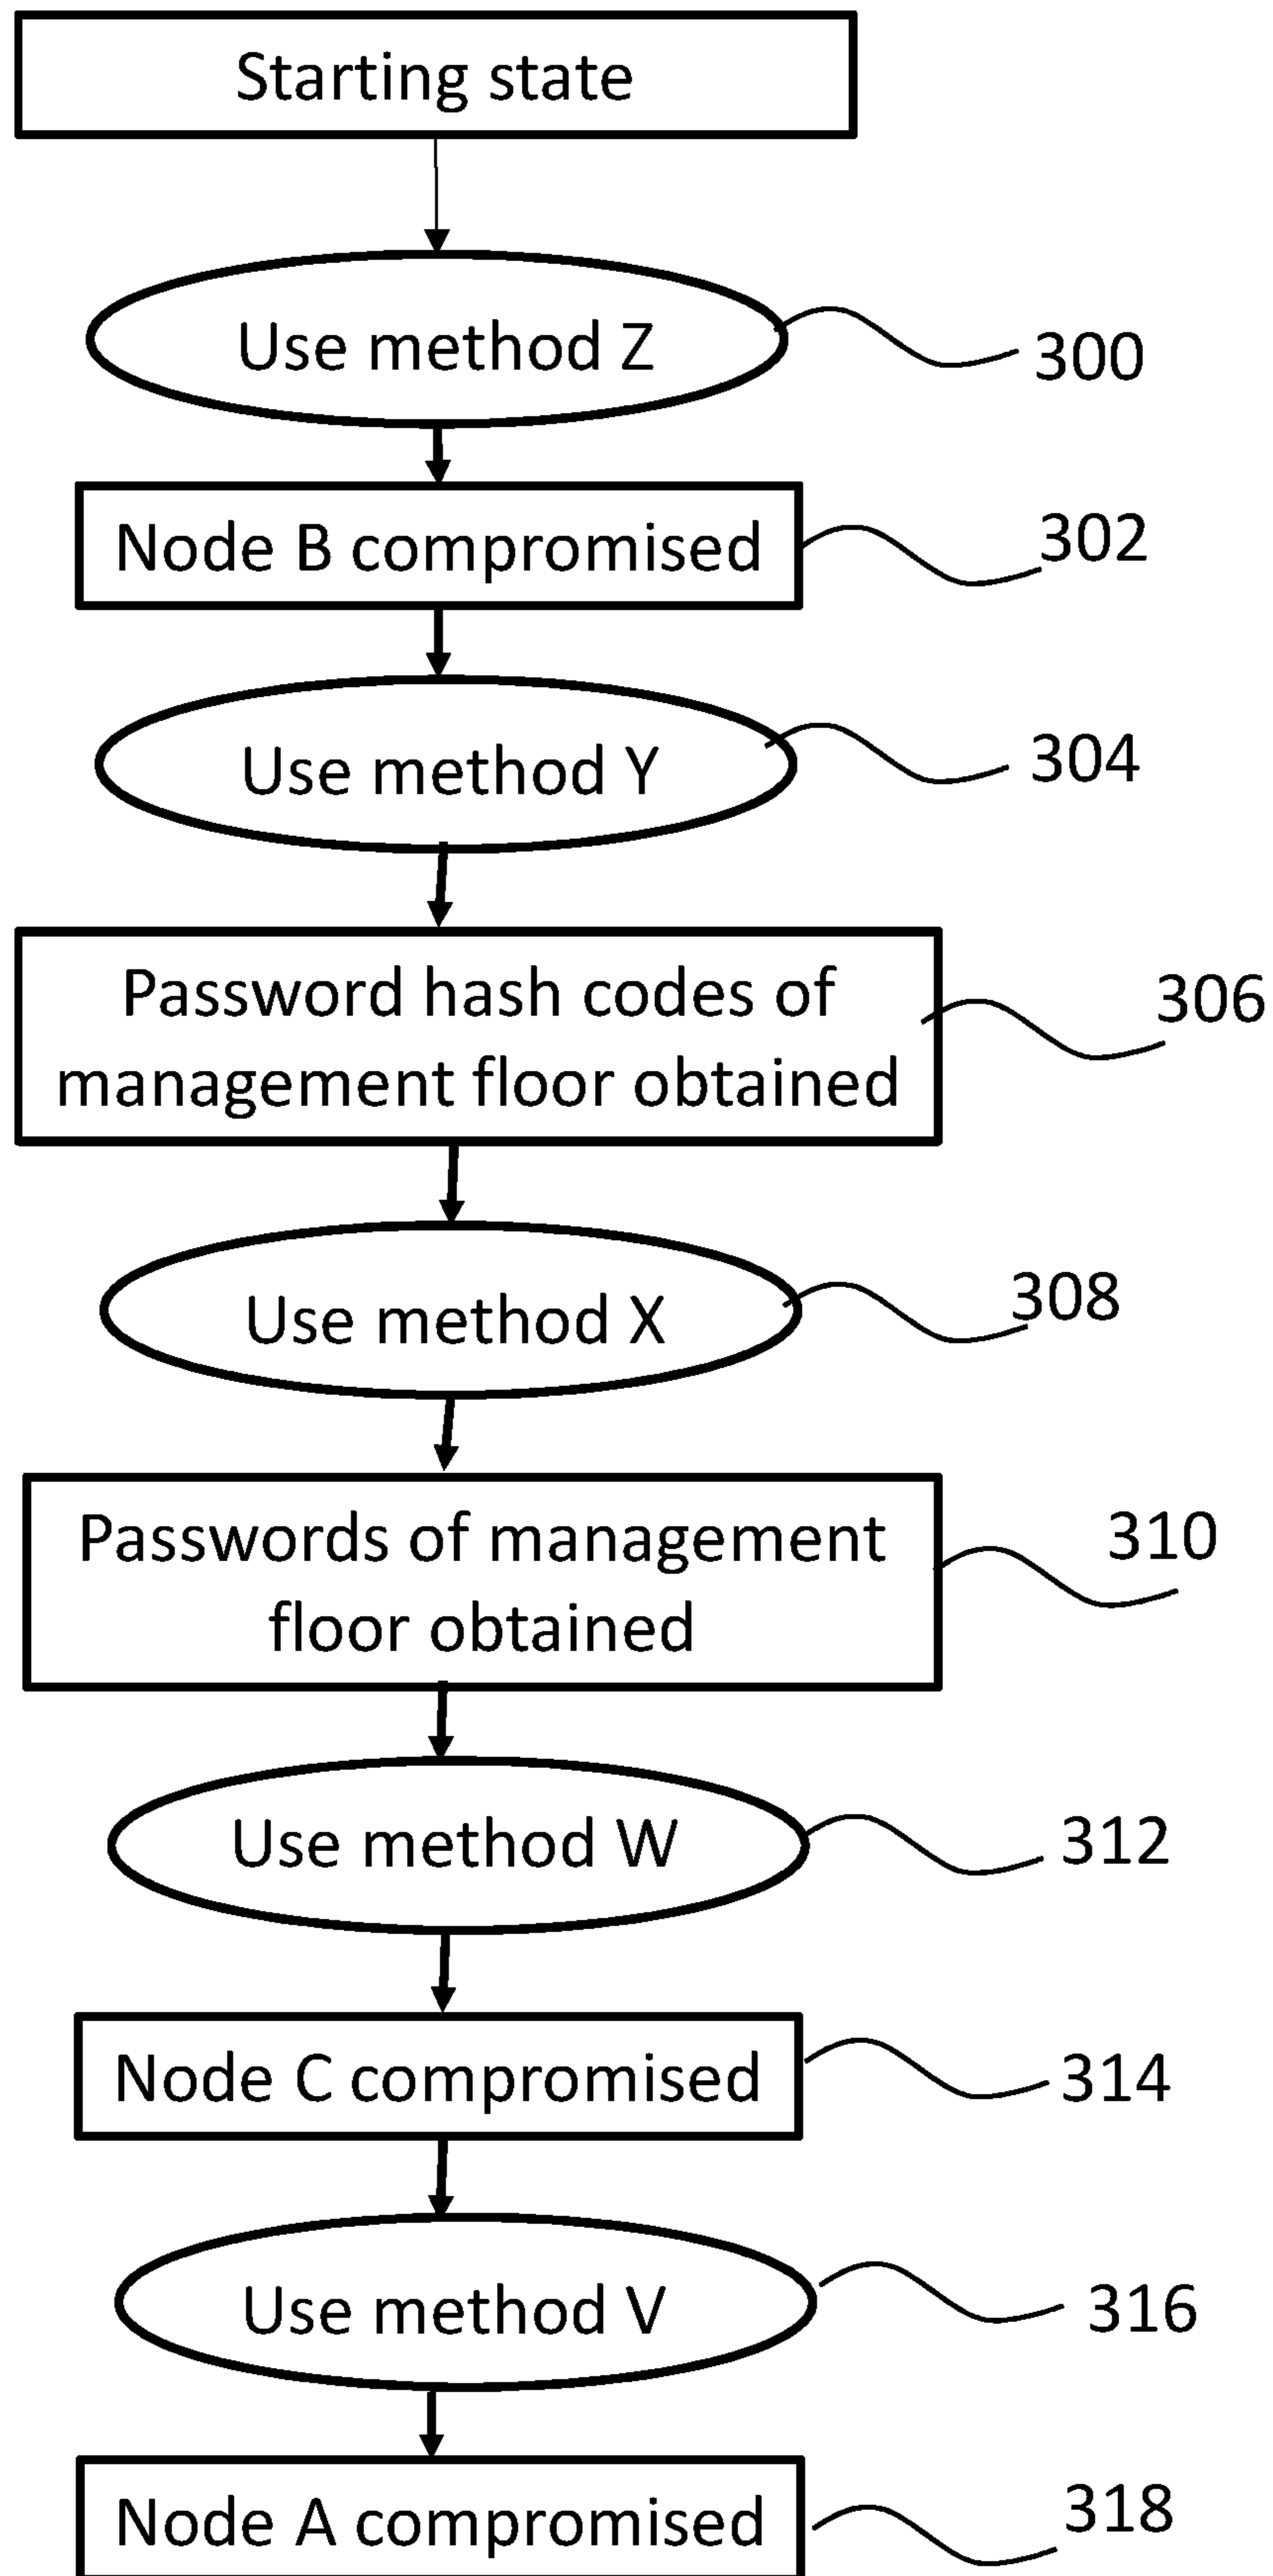 Starting state
Use method Z
300
Node B compromised
302
Use method Y
304
Password hash codes of
management floor obtained
306
Use method X
308
Passwords of management
floor obtained
310
Use method W
312
Node C compromised
314
Use method V
316
Node A compromised
318